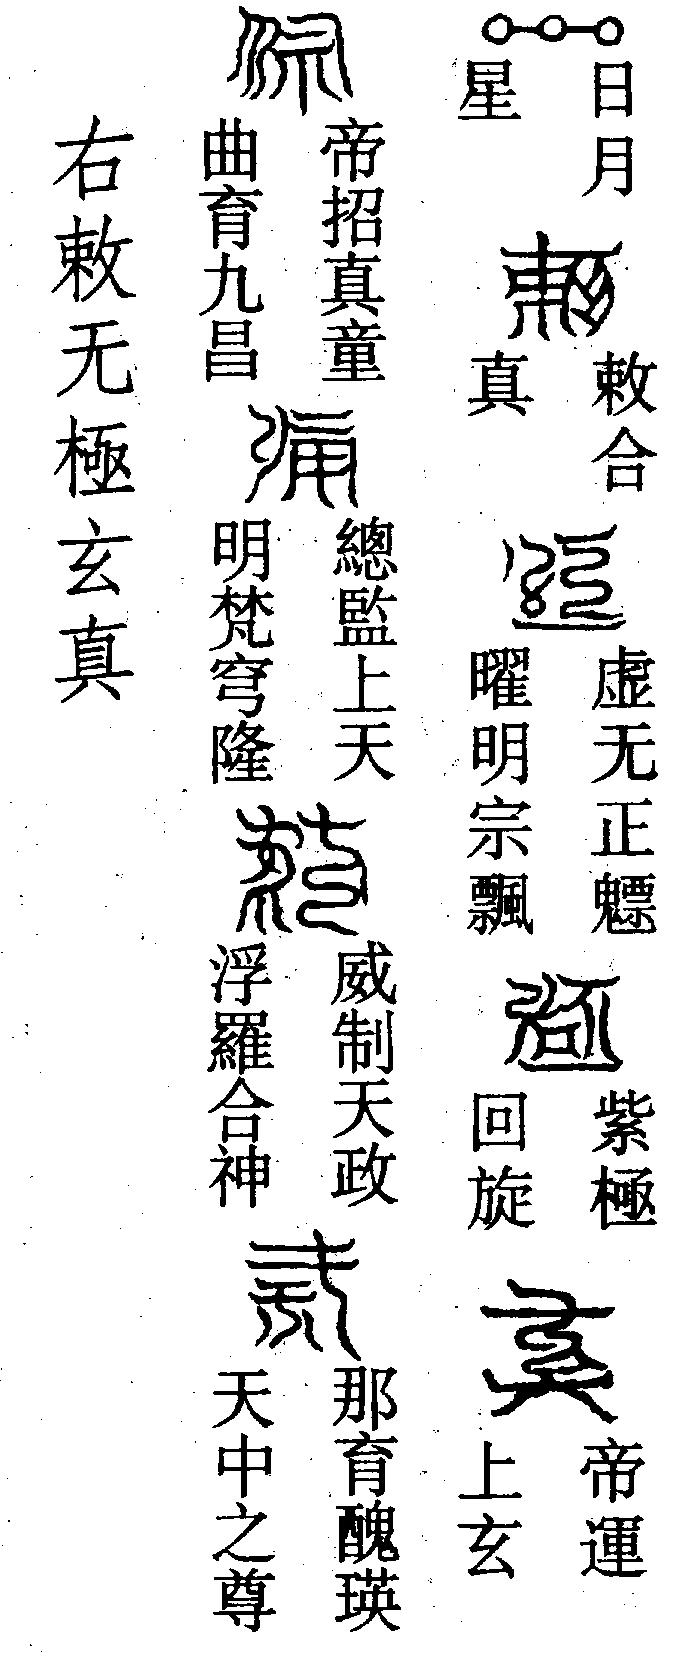 日月
星
敕合
真
虚无正魒
曜明宗飄
紫極
回旋
帝運
上玄
帝招真童
曲育九昌
總監上天
明梵穹隆
威制天政
浮羅合神
那育醜瑛
天中之尊
右敕无極玄真